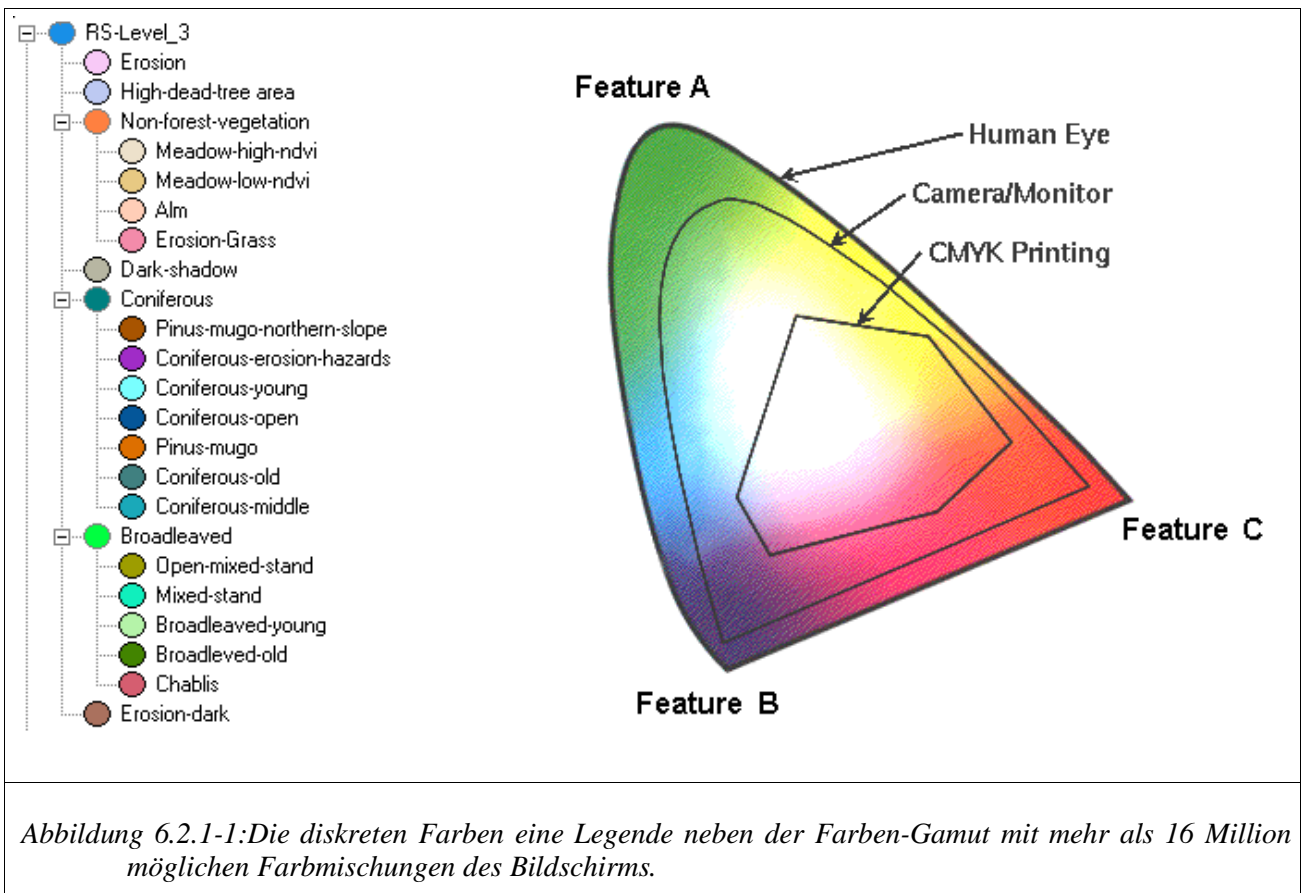 RS-Level_3
Erosion
High-dead-tree area
Non-forest-vegetation
Meadow-high-ndvi
Meadow-low-ndvi
Alm
Erosion-Grass
Dark-shadow
Coniferous
Pinus-mugo-northern-slope
Coniferous-erosion-hazards
Coniferous-young
Coniferous-open
Pinus-mugo
Coniferous-old
Coniferous-middle
Broadleaved
Open-mixed-stand
Mixed-stand
Broadleaved-young
Broadleved-old
Chablis
Erosion-dark
Feature A
Human Eye
Camera/Monitor
CMYK Printing
Feature C
Feature B
Abbildung 6.2.1-1:Die diskreten Farben eine Legende neben der Farben-Gamut mit mehr als 16 Million
möglichen Farbmischungen des Bildschirms.